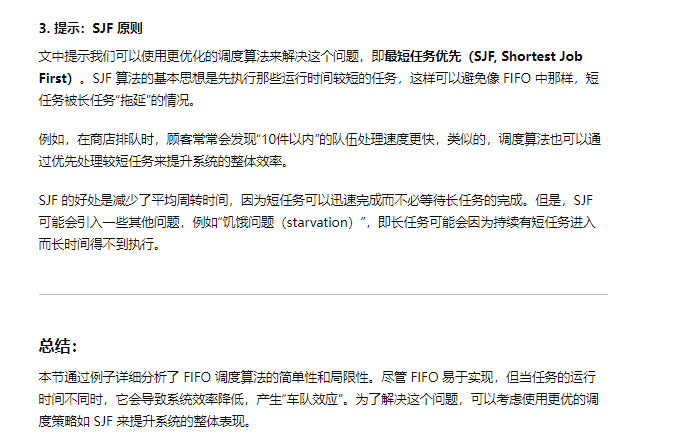 3. 提示：SJF 原则
文中提示我们可以使用更优化的调度算法来解决这个问题，即最短任务优先（SJF, Shortest Job
First）。SJF 算法的基本思想是先执行那些运行时间较短的任务，这样可以避免像 FIFO 中那样，短
任务被长任务“拖延”的情况。
例如，在商店排队时，顾客常常会发现“10件以内”的队伍处理速度更快，类似的，调度算法也可以通
过优先处理较短任务来提升系统的整体效率。
SJF 的好处是减少了平均周转时间，因为短任务可以迅速完成而不必等待长任务的完成。但是，SJF
可能会引入一些其他问题，例如“饥饿问题（starvation）”，即长任务可能会因为持续有短任务进入
而长时间得不到执行。
总结：
本节通过例子详细分析了 FIFO 调度算法的简单性和局限性。尽管 FIFO 易于实现，但当任务的运行
时间不同时，它会导致系统效率降低，产生“车队效应”。为了解决这个问题，可以考虑使用更优的调
度策略如 SJF 来提升系统的整体表现。